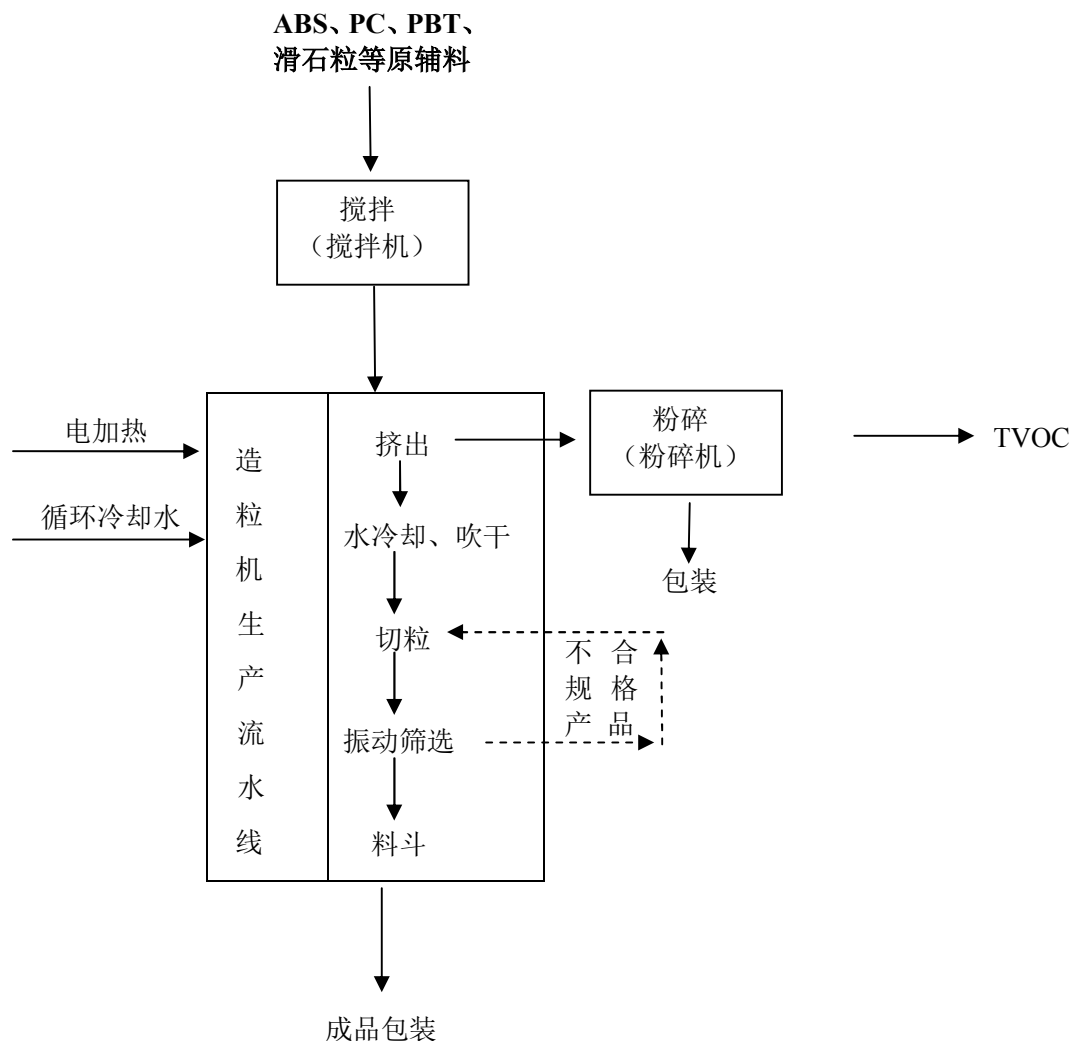 ABS、PC、PBT、
滑石粒等原辅料
搅拌
（搅拌机）
电加热
循环冷却水
造粒机生产流水线
挤出
水冷却、吹干
切粒
振动筛选
料斗
粉碎
（粉碎机）
TVOC
包装
不合
规格
产品
成品包装